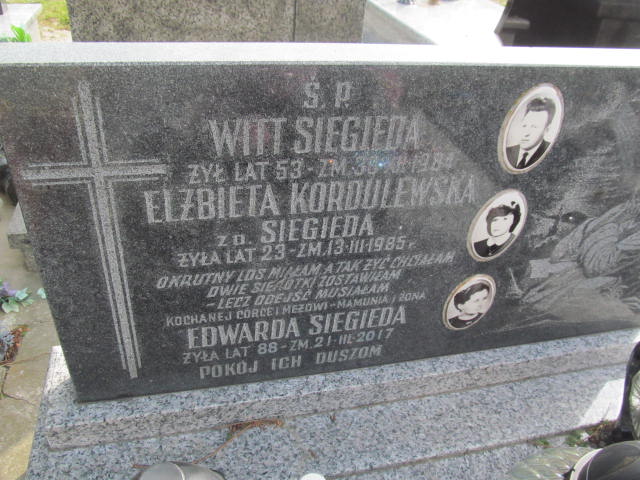 Ś.P.
WITT SIEGIEDA
ŻYŁ LAT 53 - ZM.
ELŻBIETA KORDULEWSKA
ZD. SIEGIEDA
ŻYŁA LAT 23 - ZM. 13-III-1985 r
OKRUTNY LOS MIAŁAM A TAK ŻYĆ CHCIAŁAM
DWIE SIEROTKI ZOSTAWIŁAM
- LECZ ODEJŚĆ MUSIAŁAM
KOCHANEJ CÓRCE I MĘŻOWI - MAMUNIA I ŻONA
EDWARDA SIEGIEDA
ŻYŁA LAT 88 - ZM. 21-III-2017
POKÓJ ICH DUSZOM